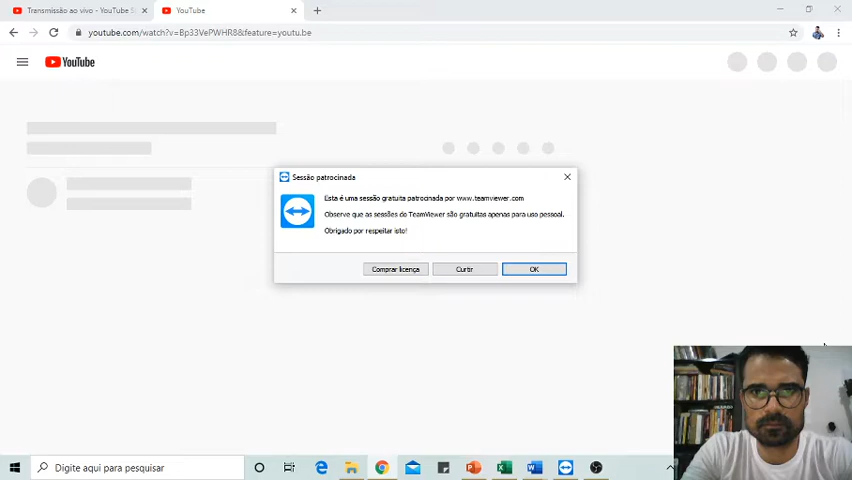 Transmissão ao vivo - YouTube S
YouTube
youtube.com/watch?v=Bp33VePWHR8&feature=youtu.be
YouTube
Sessão patrocinada
Esta é uma sessão gratuita patrocinada por www.teamviewer.com
Observe que as sessões do TeamViewer são gratuitas apenas para uso pessoal.
Obrigado por respeitar isto!
Comprar licença
Curtir
OK
Digite aqui para pesquisar